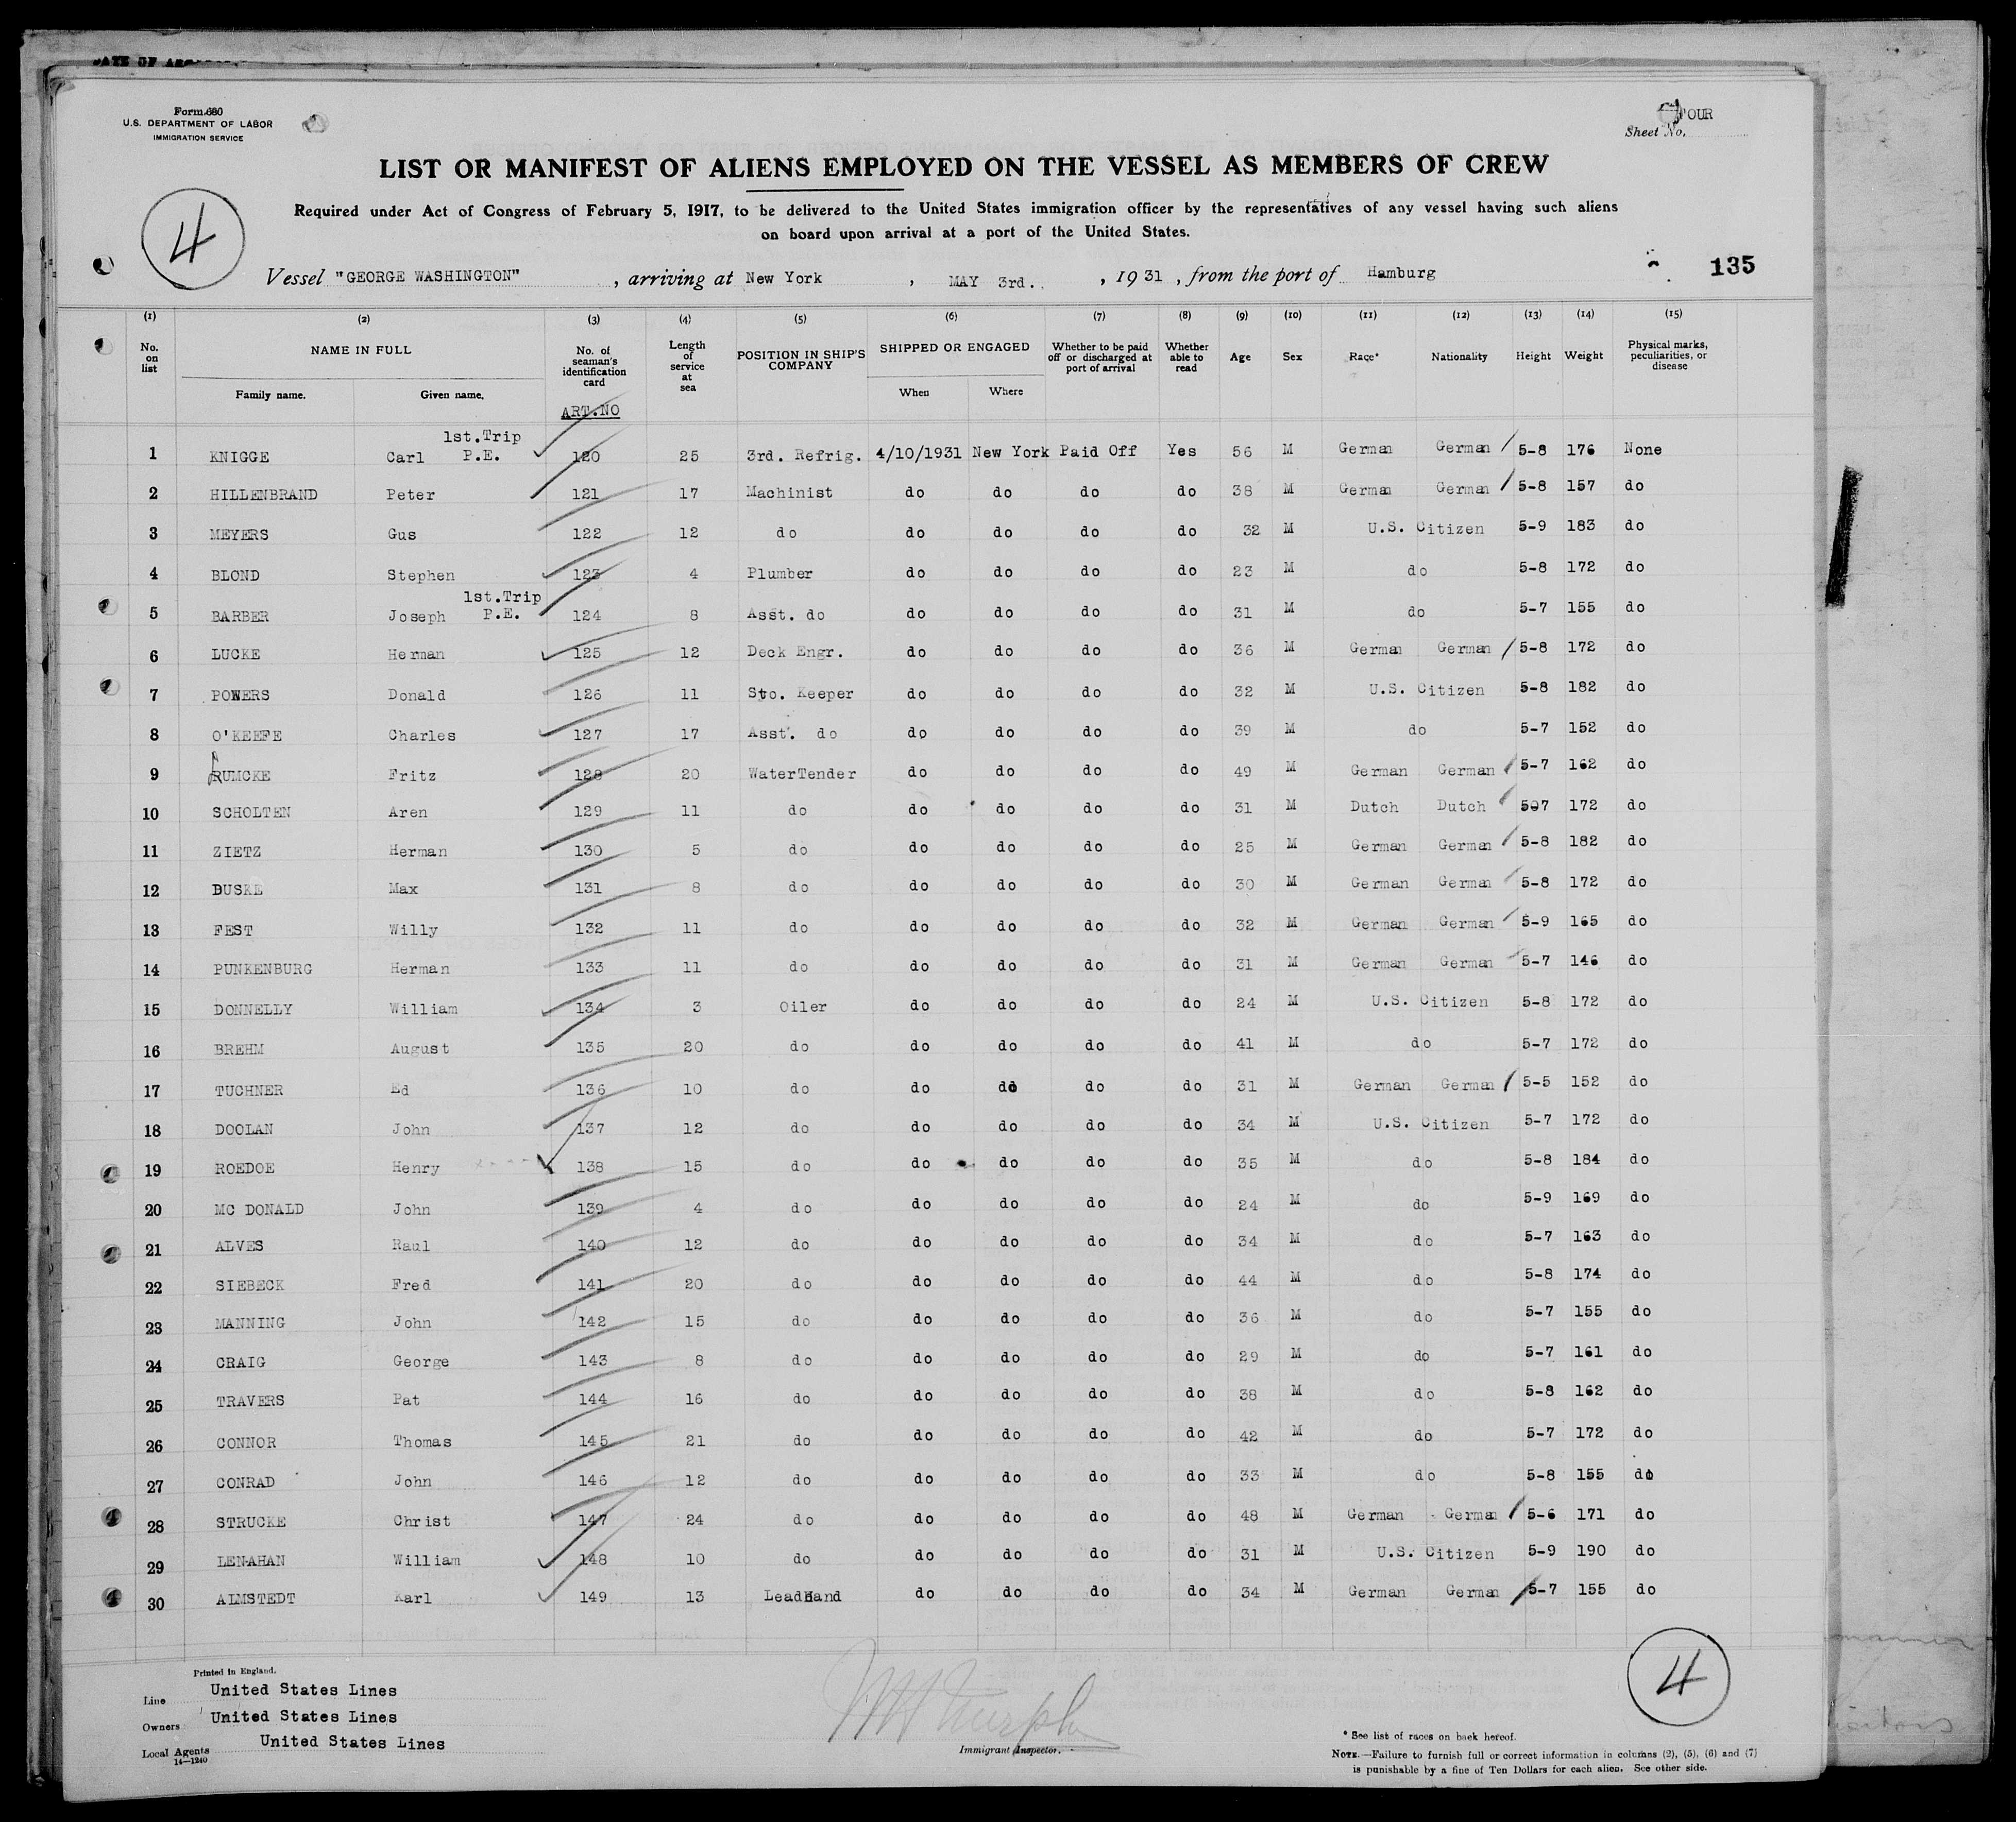 DATE OF
Form 680
U.S. DEPARTMENT OF LABOR
IMMIGRATION SERVICE
FOUR
Sheet No.
LIST OR MANIFEST OF ALIENS EMPLOYED ON THE VESSEL AS MEMBERS OF CREW
4
Required under Act of Congress of February 5, 1917, to be delivered to the United States immigration officer by the representatives of any vessel having such aliens
on board upon arrival at a port of the United States.
Vessel "GEORGE WASHINGTON", arriving at New York, MAY 3rd., 1931, from the port of Hamburg
135
(1) (2) (3) (4) (5) (6) (7) (8) (9) (10) (11) (12) (13) (14) (15)
No. on list NAME IN FULL Family name. Given name. No. of seaman's identification card Length of service at sea POSITION IN SHIP'S COMPANY SHIPPED OR ENGAGED When Where Whether to be paid off or discharged at port of arrival Whether able to read Age Sex Race* Nationality Height Weight Physical marks, peculiarities, or disease
ART.NO
1 KNIGGE Carl 1st.Trip P.E. 120 25 3rd. Refrig. 4/10/1931 New York Paid Off Yes 56 M German German 5-8 176 None
2 HILLENBRAND Peter 121 17 Machinist do do do do 38 M German German 5-8 157 do
3 MEYERS Gus 122 12 do do do do do 32 M U.S. Citizen 5-9 183 do
4 BLOND Stephen 123 4 Plumber do do do do 23 M do 5-8 172 do
5 BARBER Joseph 1st.Trip P.E. 124 8 Asst. do do do do do 31 M do 5-7 155 do
6 LUCKE Herman 125 12 Deck Engr. do do do do 36 M German German 5-8 172 do
7 POWERS Donald 126 11 Sto. Keeper do do do do 32 M U.S. Citizen 5-8 182 do
8 O'KEEFE Charles 127 17 Asst. do do do do do 39 M do 5-7 152 do
9 RUMCKE Fritz 128 20 WaterTender do do do do 49 M German German 5-7 162 do
10 SCHOLTEN Aren 129 11 do do do do do 31 M Dutch Dutch 507 172 do
11 ZIETZ Herman 130 5 do do do do do 25 M German German 5-8 182 do
12 BUSKE Max 131 8 do do do do do 30 M German German 5-8 172 do
13 FEST Willy 132 11 do do do do do 32 M German German 5-9 165 do
14 PUNKENBURG Herman 133 11 do do do do do 31 M German German 5-7 146 do
15 DONNELLY William 134 3 Oiler do do do do 24 M U.S. Citizen 5-8 172 do
16 BREHM August 135 20 do do do do do 41 M do 5-7 172 do
17 TUCHNER Ed 136 10 do do do do do 31 M German German 5-5 152 do
18 DOOLAN John 137 12 do do do do do 34 M U.S. Citizen 5-7 172 do
19 ROEDOE Henry 138 15 do do do do do 35 M do 5-8 184 do
20 MC DONALD John 139 4 do do do do do 24 M do 5-9 169 do
21 ALVES Raul 140 12 do do do do do 34 M do 5-7 163 do
22 SIEBECK Fred 141 20 do do do do do 44 M do 5-8 174 do
23 MANNING John 142 15 do do do do do 36 M do 5-7 155 do
24 CRAIG George 143 8 do do do do do 29 M do 5-7 161 do
25 TRAVERS Pat 144 16 do do do do do 38 M do 5-8 162 do
26 CONNOR Thomas 145 21 do do do do do 42 M do 5-7 172 do
27 CONRAD John 146 12 do do do do do 33 M do 5-8 155 do
28 STRUCKE Christ 147 24 do do do do do 48 M German German 5-6 171 do
29 LENAHAN William 148 10 do do do do do 31 M U.S. Citizen 5-9 190 do
30 ALMSTEDT Karl 149 13 LeadHand do do do do 34 M German German 5-7 155 do
4
Printed in England.
Line United States Lines
Owners United States Lines
Local Agents United States Lines
14—1240
Immigrant Inspector.
* See list of races on back hereof.
NOTE.—Failure to furnish full or correct information in columns (2), (5), (6) and (7)
is punishable by a fine of Ten Dollars for each alien. See other side.